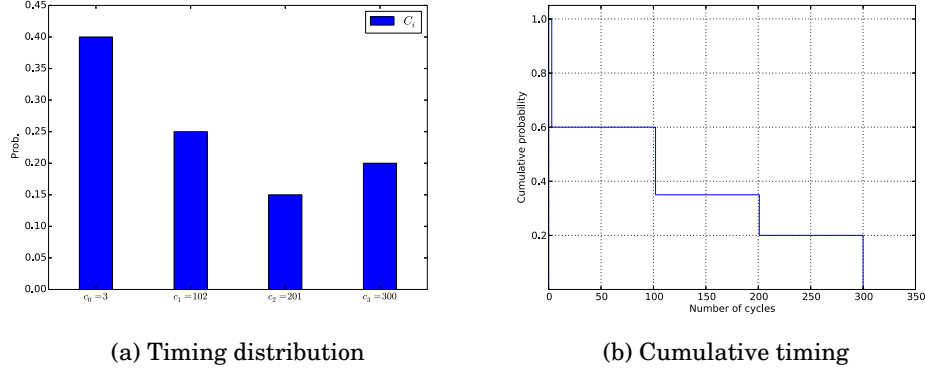 C_i
0.45
0.40
0.35
0.30
0.25
0.20
0.15
0.10
0.05
0.00
Prob.
c_0 =3 c_1 =102 c_2 =201 c_3 =300
(a) Timing distribution
1.0
0.8
0.6
0.4
0.2
Cumulative probability
0 50 100 150 200 250 300 350
Number of cycles
(b) Cumulative timing